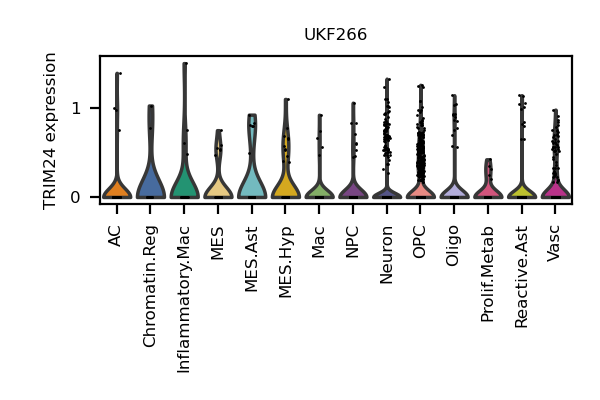 UKF266
TRIM24 expression
1
0
AC
Chromatin.Reg
Inflammatory.Mac
MES
MES.Ast
MES.Hyp
Mac
NPC
Neuron
OPC
Oligo
Prolif.Metab
Reactive.Ast
Vasc